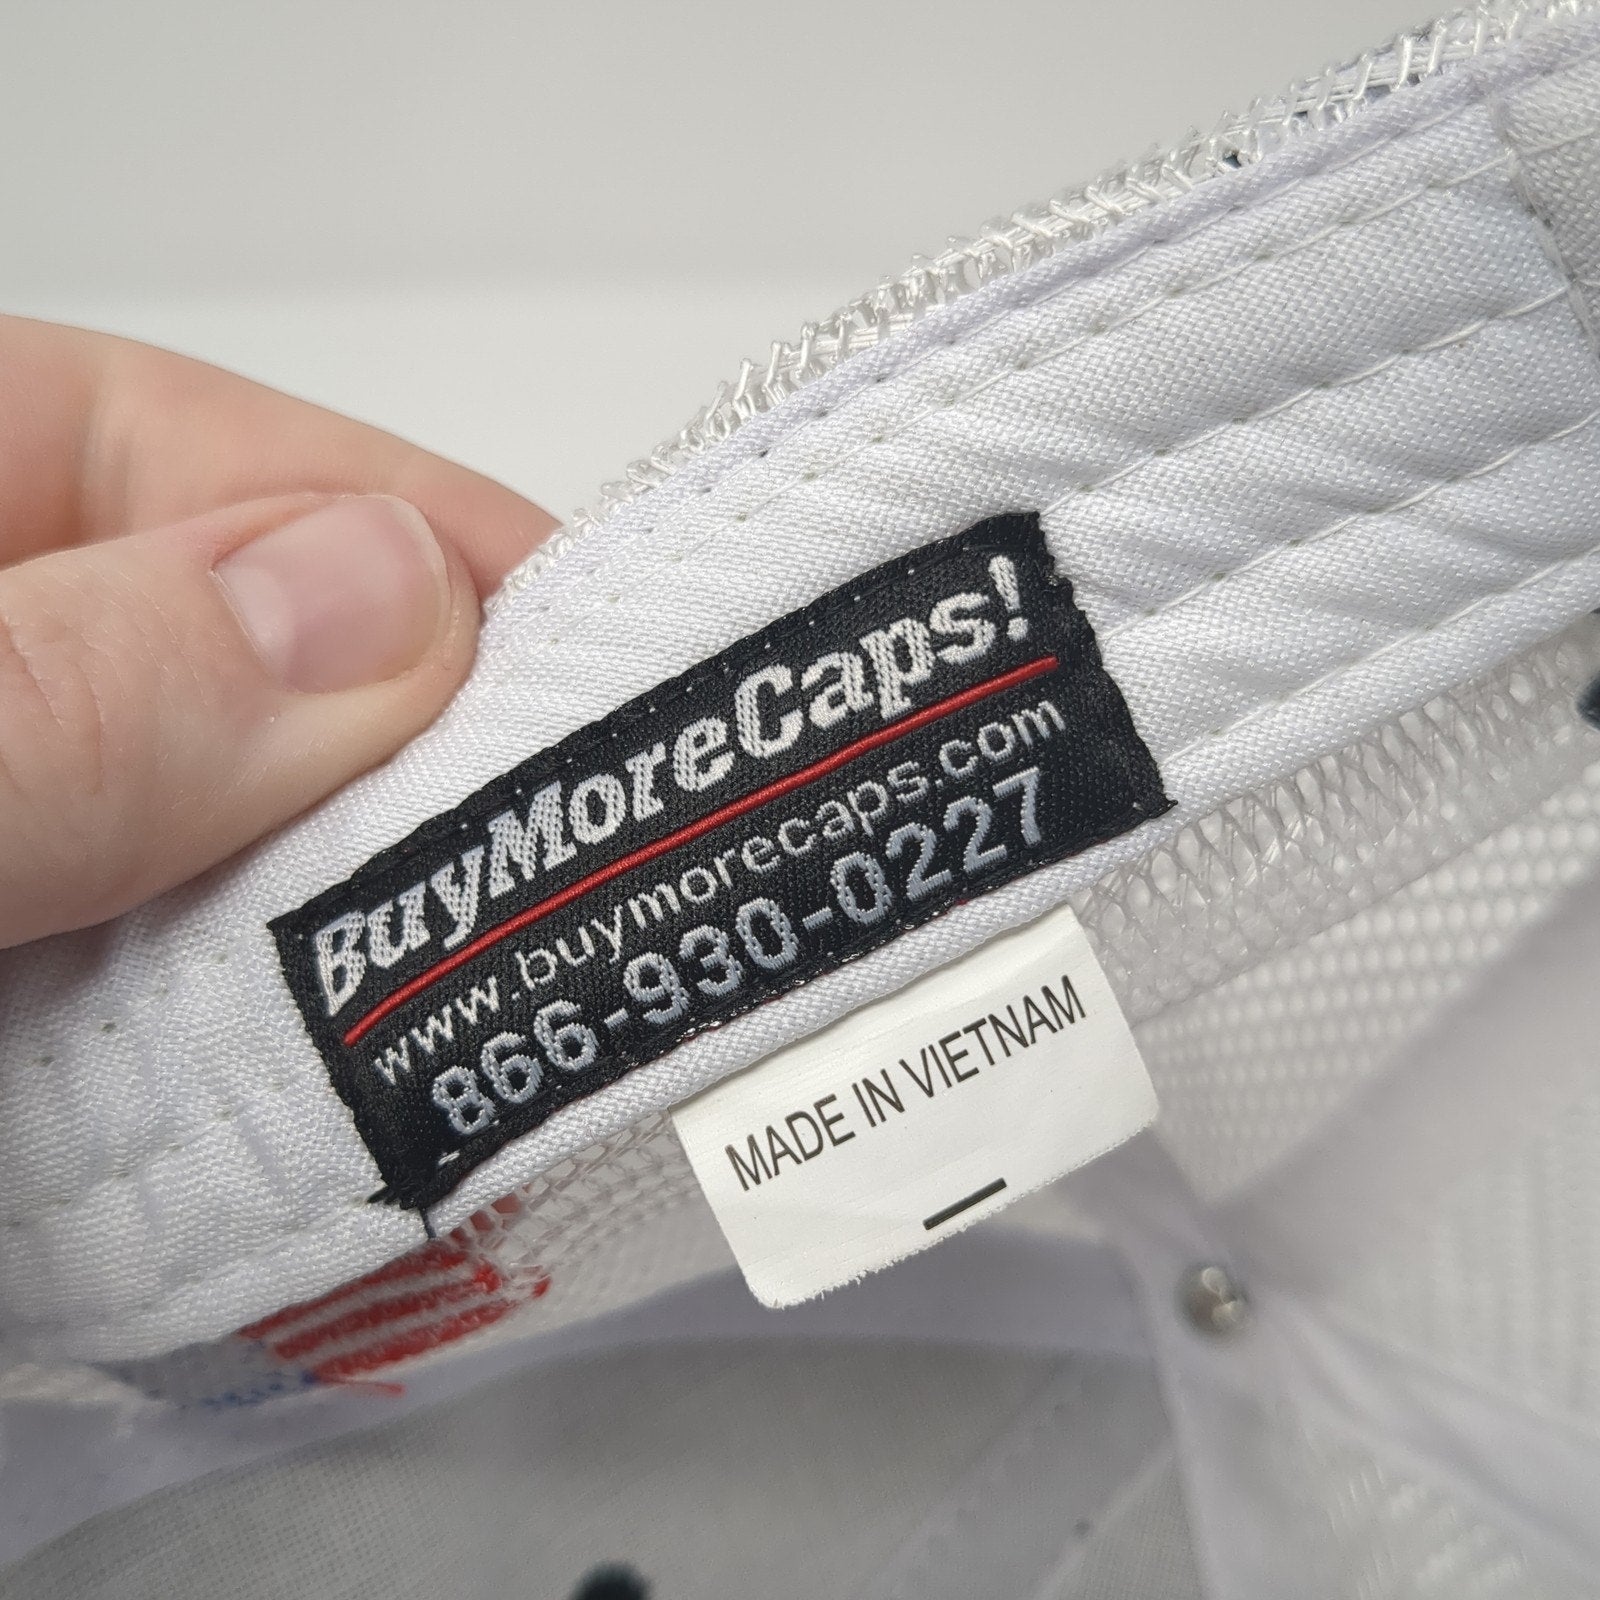 BuyMoreCaps!
www.buymorecaps.com
866-930-0227
MADE IN VIETNAM